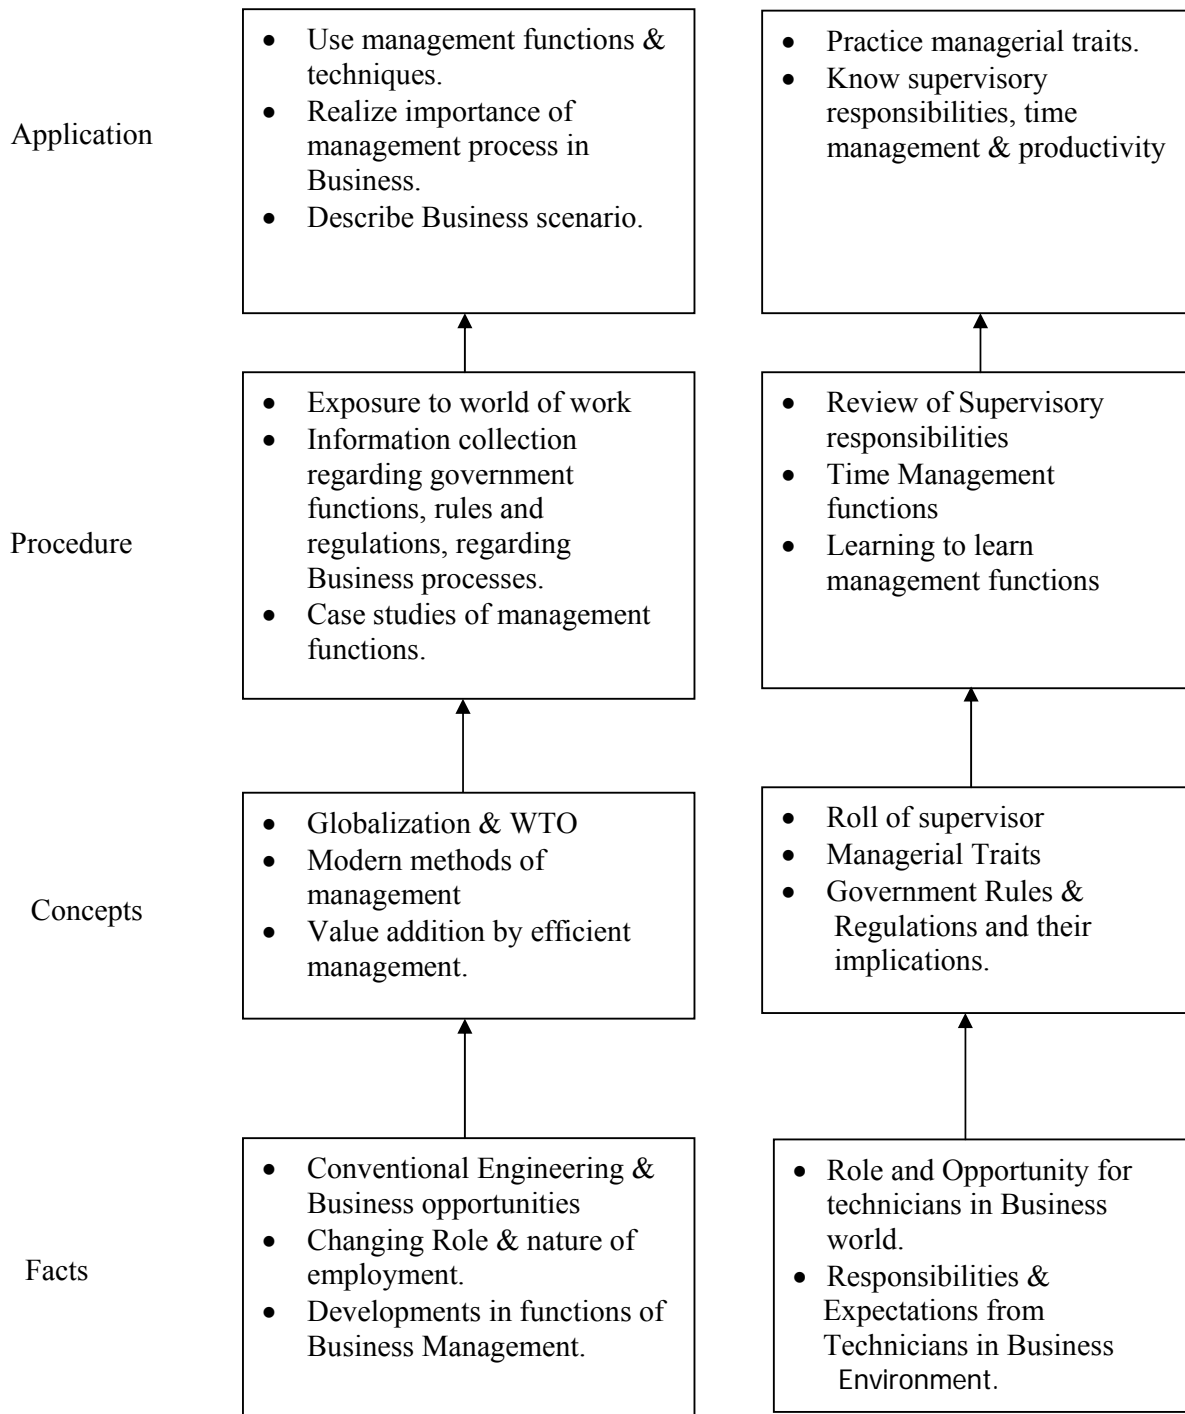 Application
• Use management functions &
techniques.
• Realize importance of
management process in
Business.
• Describe Business scenario.
• Practice managerial traits.
• Know supervisory
responsibilities, time
management & productivity
Procedure
• Exposure to world of work
• Information collection
regarding government
functions, rules and
regulations, regarding
Business processes.
• Case studies of management
functions.
• Review of Supervisory
responsibilities
• Time Management
functions
• Learning to learn
management functions
Concepts
• Globalization & WTO
• Modern methods of
management
• Value addition by efficient
management.
• Roll of supervisor
• Managerial Traits
• Government Rules &
Regulations and their
implications.
Facts
• Conventional Engineering &
Business opportunities
• Changing Role & nature of
employment.
• Developments in functions of
Business Management.
• Role and Opportunity for
technicians in Business
world.
• Responsibilities &
Expectations from
Technicians in Business
Environment.